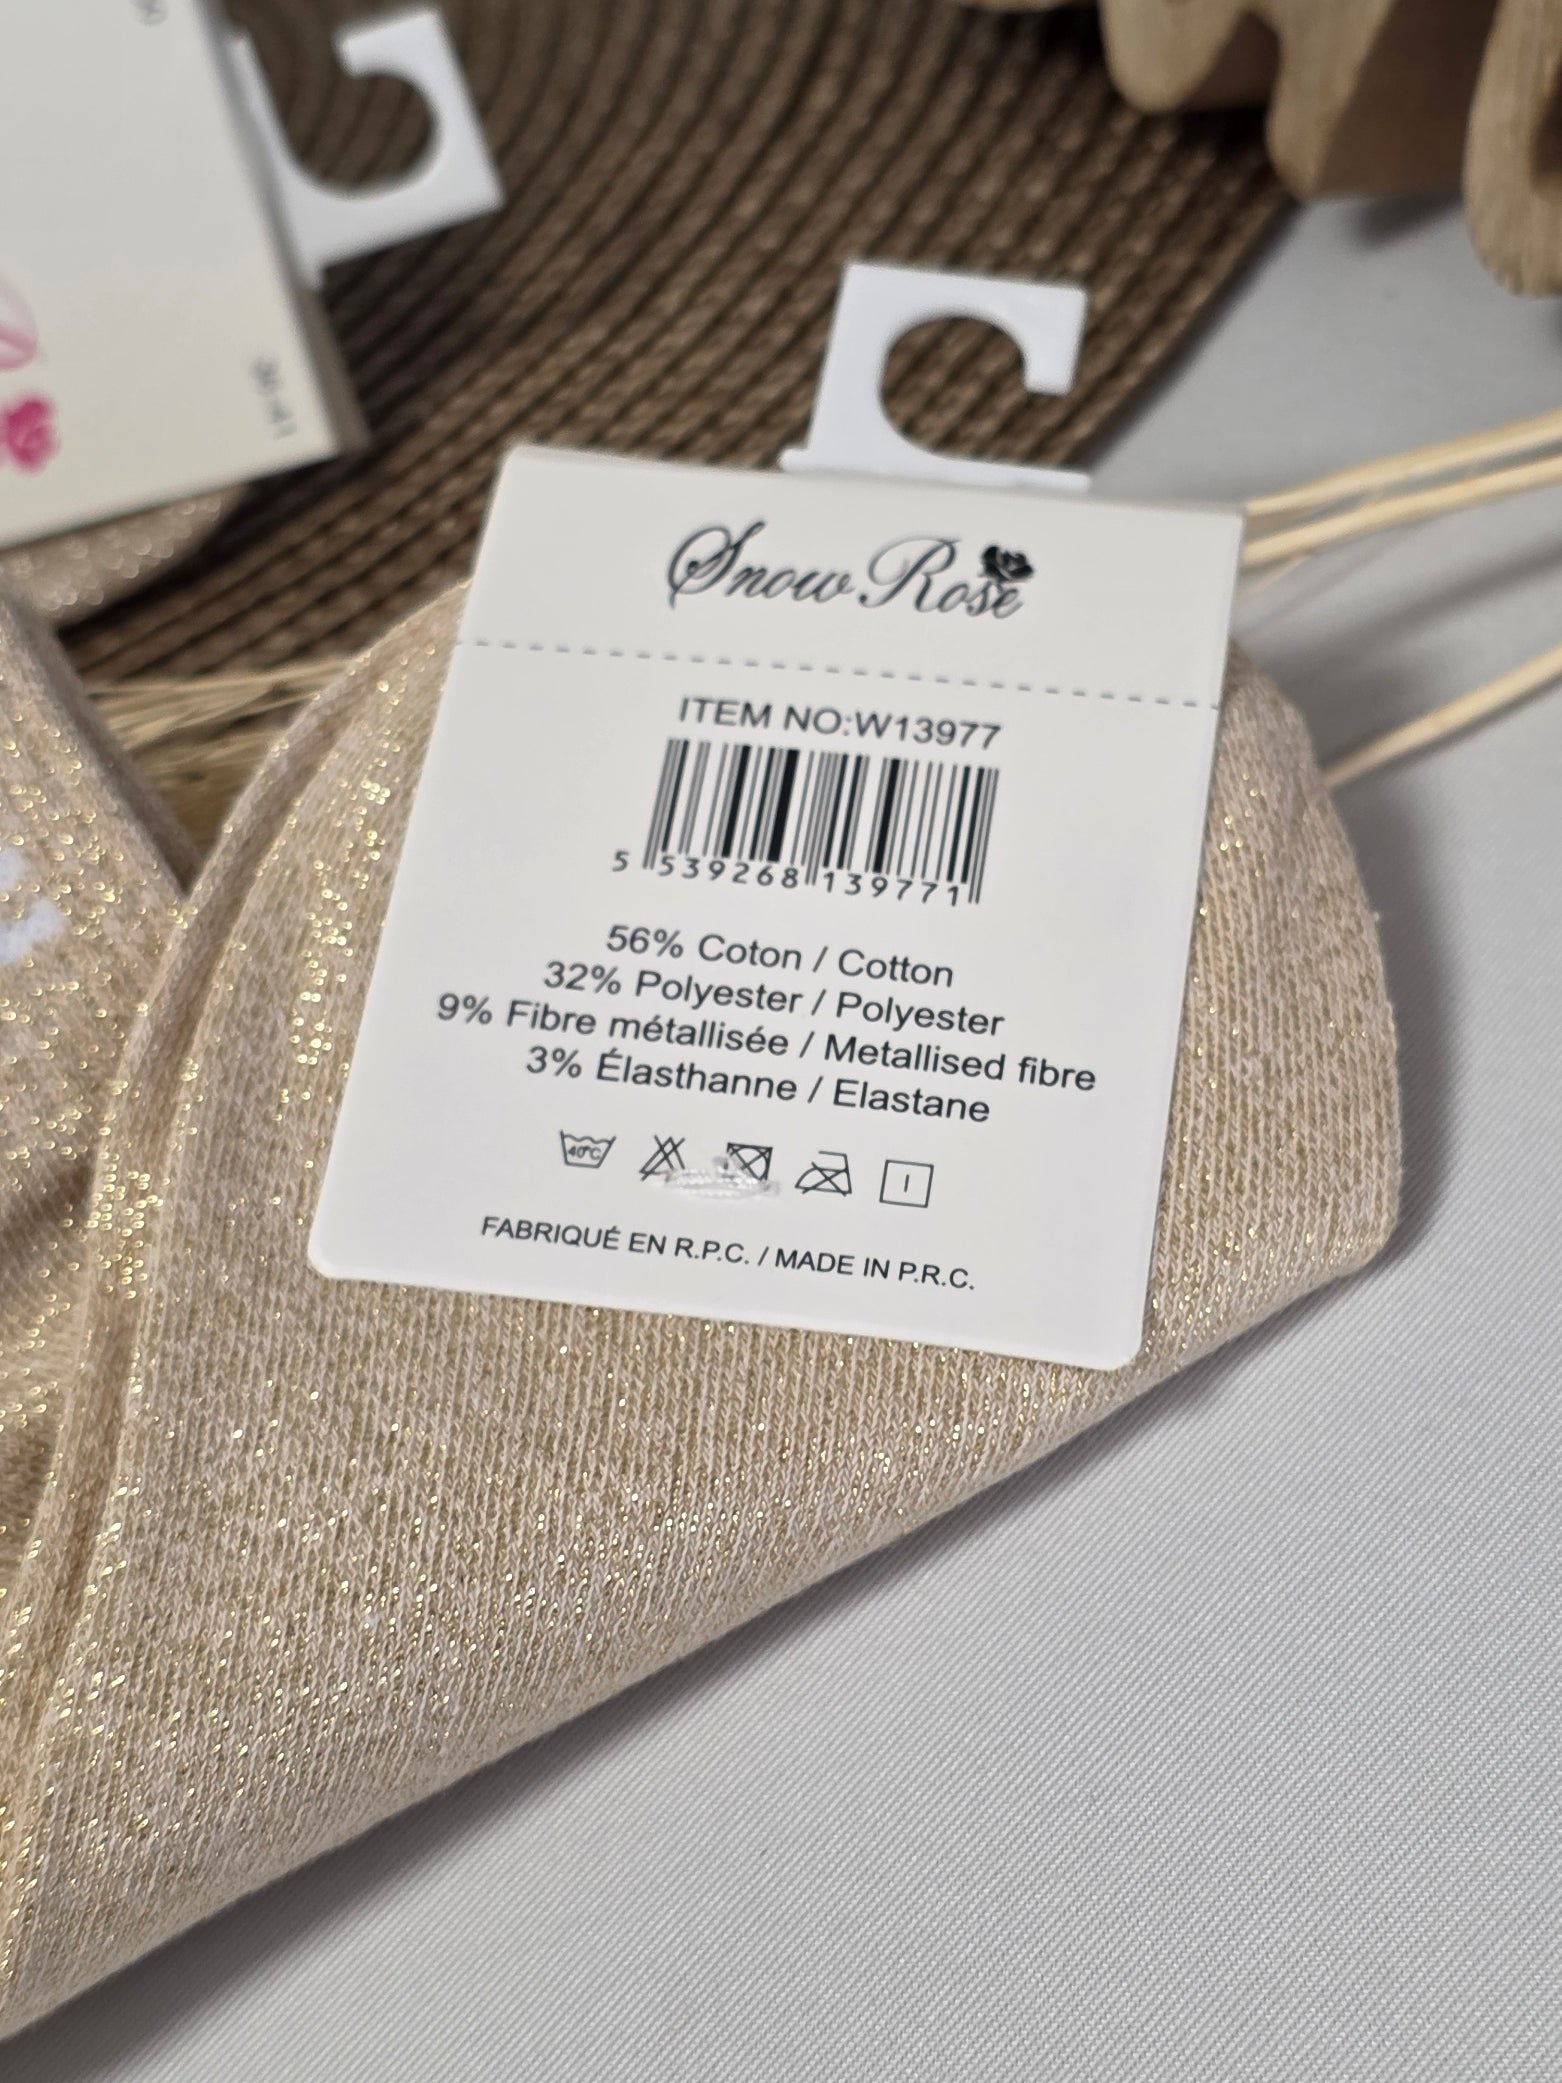 Snow Rose
ITEM NO:W13977
5 539268 139771
56% Coton / Cotton
32% Polyester / Polyester
9% Fibre métallisée / Metallised fibre
3% Élasthanne / Elastane
40°C
FABRIQUÉ EN R.P.C. / MADE IN P.R.C.